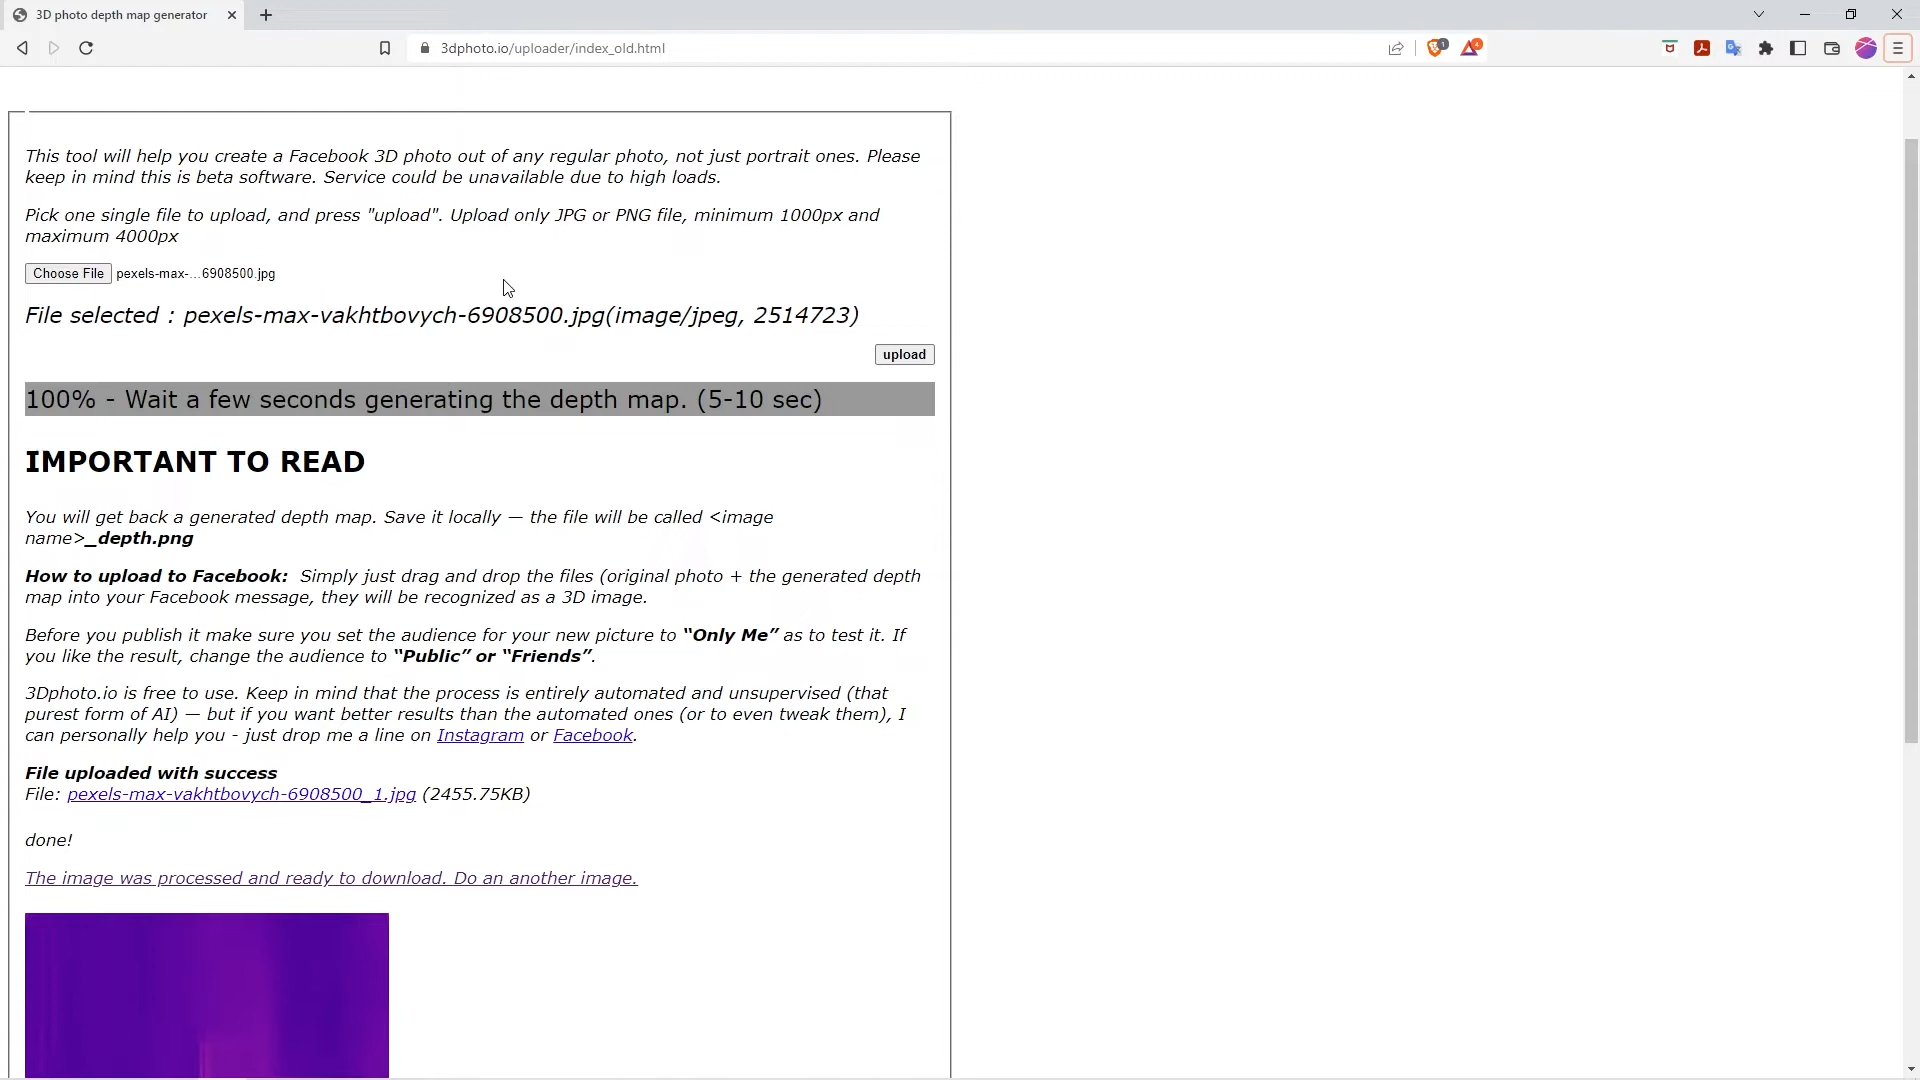 3D photo depth map generator
3dphoto.io/uploader/index_old.html
1
4
This tool will help you create a Facebook 3D photo out of any regular photo, not just portrait ones. Please
keep in mind this is beta software. Service could be unavailable due to high loads.
Pick one single file to upload, and press "upload". Upload only JPG or PNG file, minimum 1000px and
maximum 4000px
Choose File pexels-max-...6908500.jpg
File selected : pexels-max-vakhtbovych-6908500.jpg(image/jpeg, 2514723)
upload
100% - Wait a few seconds generating the depth map. (5-10 sec)
IMPORTANT TO READ
You will get back a generated depth map. Save it locally — the file will be called <image
name>_depth.png
How to upload to Facebook: Simply just drag and drop the files (original photo + the generated depth
map into your Facebook message, they will be recognized as a 3D image.
Before you publish it make sure you set the audience for your new picture to “Only Me” as to test it. If
you like the result, change the audience to “Public” or “Friends”.
3Dphoto.io is free to use. Keep in mind that the process is entirely automated and unsupervised (that
purest form of AI) — but if you want better results than the automated ones (or to even tweak them), I
can personally help you - just drop me a line on Instagram or Facebook.
File uploaded with success
File: pexels-max-vakhtbovych-6908500_1.jpg (2455.75KB)
done!
The image was processed and ready to download. Do an another image.